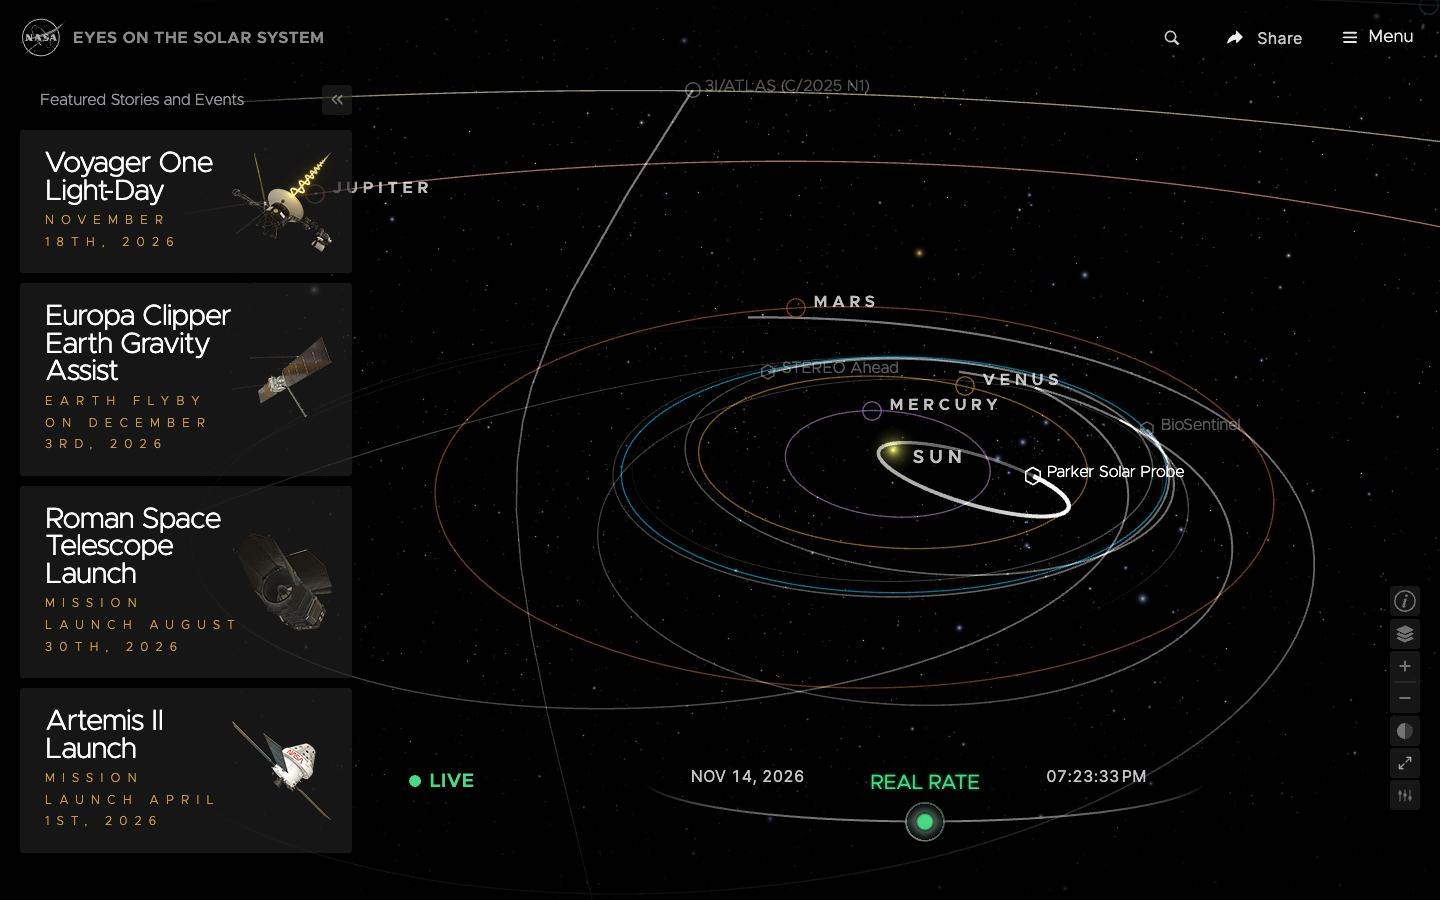 NASA
EYES ON THE SOLAR SYSTEM
Share
Menu
Featured Stories and Events
Voyager One
Light-Day
NOVEMBER
18TH, 2026
Europa Clipper
Earth Gravity
Assist
EARTH FLYBY
ON DECEMBER
3RD, 2026
Roman Space
Telescope
Launch
MISSION
LAUNCH AUGUST
30TH, 2026
Artemis II
Launch
MISSION
LAUNCH APRIL
1ST, 2026
3I/ATLAS (C/2025 N1)
JUPITER
MARS
STEREO Ahead
VENUS
MERCURY
BioSentinel
SUN
Parker Solar Probe
LIVE
NOV 14, 2026
REAL RATE
07:23:33 PM